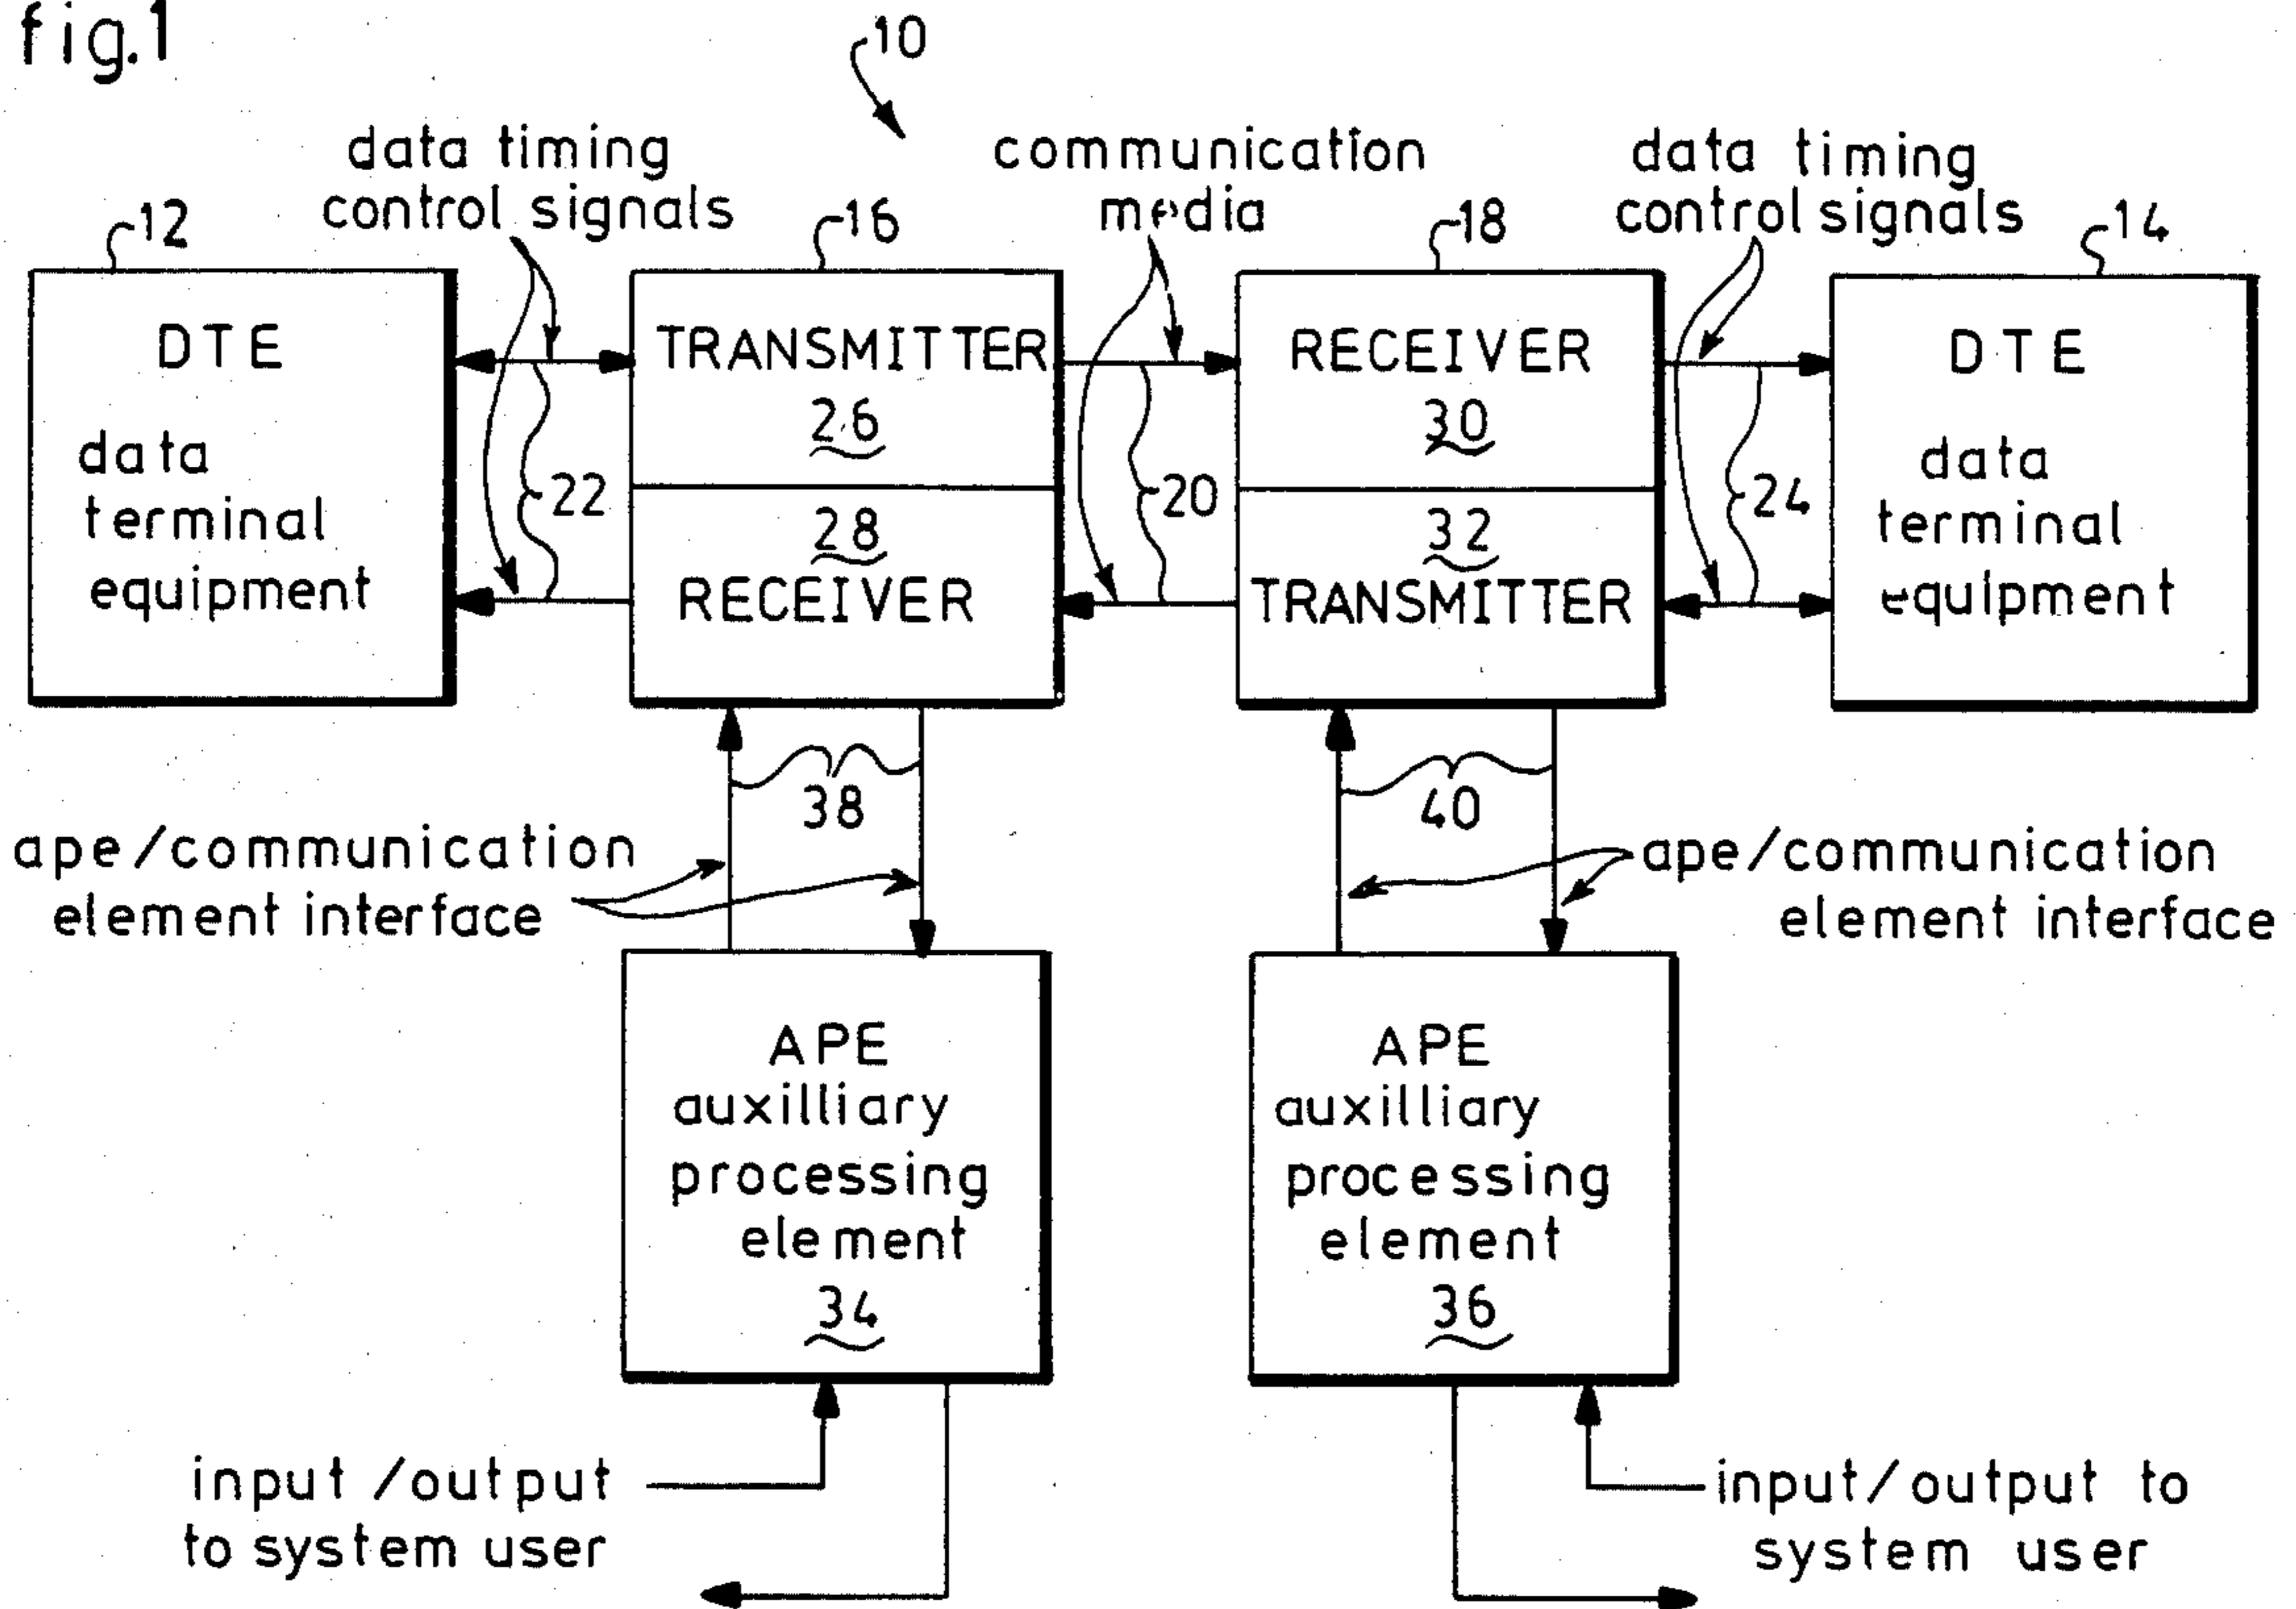 fig.1
10
data timing
control signals
communication
media
data timing
control signals
12
16
18
14
DTE
data
terminal
equipment
22
TRANSMITTER
26
28
RECEIVER
20
RECEIVER
30
32
TRANSMITTER
24
DTE
data
terminal
equipment
38
40
ape/communication
element interface
ape/communication
element interface
APE
auxilliary
processing
element
34
APE
auxilliary
processing
element
36
input /output
to system user
input/output to
system user